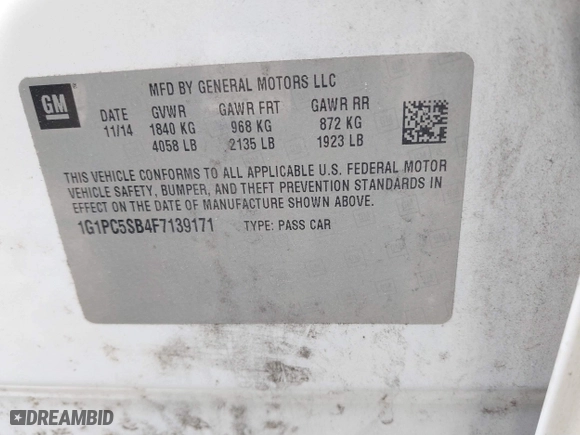 GM
MFD BY GENERAL MOTORS LLC
DATE GVWR GAWR FRT GAWR RR
11/14 1840 KG 968 KG 872 KG
4058 LB 2135 LB 1923 LB
THIS VEHICLE CONFORMS TO ALL APPLICABLE U.S. FEDERAL MOTOR
VEHICLE SAFETY, BUMPER, AND THEFT PREVENTION STANDARDS IN
EFFECT ON THE DATE OF MANUFACTURE SHOWN ABOVE.
1G1PC5SB4F7139171 TYPE: PASS CAR
DREAMBID